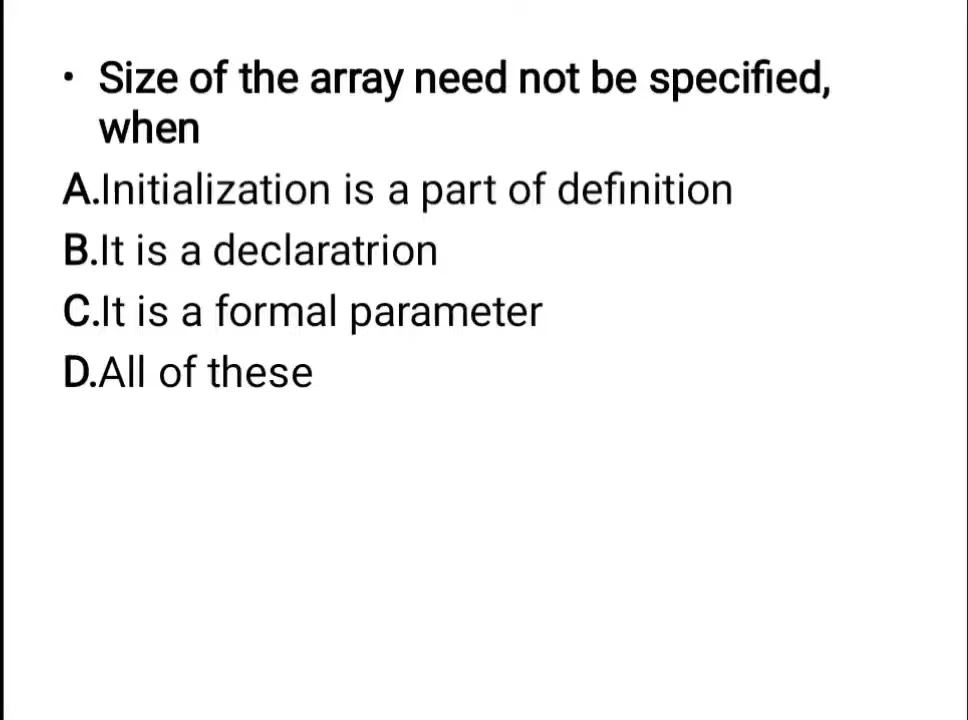 • Size of the array need not be specified,
when
A.Initialization is a part of definition
B.It is a declaratrion
C.It is a formal parameter
D.All of these